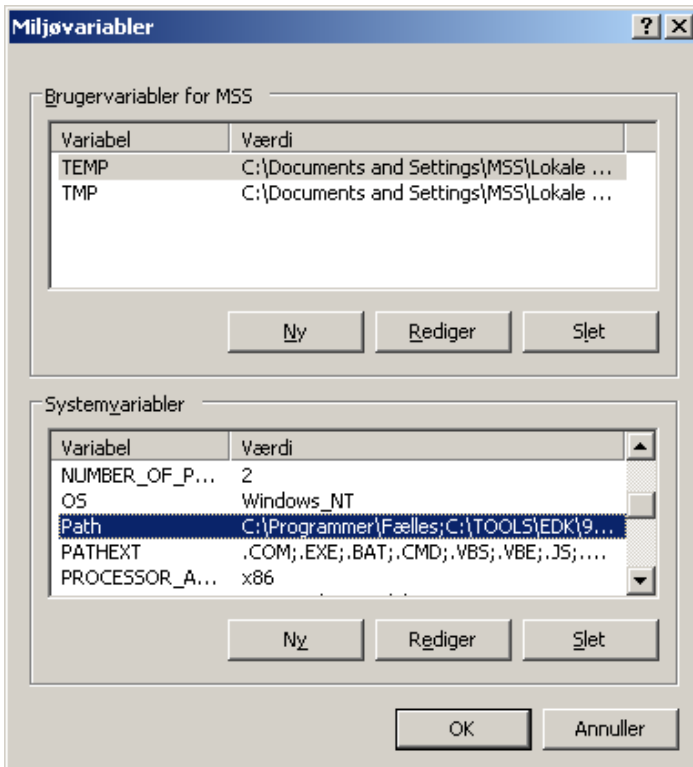 Miljøvariabler
Brugervariabler for MSS
Variabel Værdi
TEMP C:\Documents and Settings\MSS\Lokale ...
TMP C:\Documents and Settings\MSS\Lokale ...
Ny Rediger Slet
Systemvariabler
Variabel Værdi
NUMBER_OF_P... 2
OS Windows_NT
Path C:\Programmer\Fælles;C:\TOOLS\EDK\9...
PATHEXT .COM;.EXE;.BAT;.CMD;.VBS;.VBE;.JS;....
PROCESSOR_A... x86
Ny Rediger Slet
OK Annuller